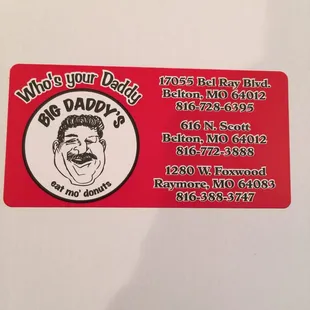 Who's your Daddy
BIG DADDY'S
eat mo' donuts
17055 Bel Ray Blvd.
Belton, MO 64012
816-728-6395
616 N. Scott
Belton, MO 64012
816-772-3888
1280 W. Foxwood
Raymore, MO 64083
816-388-3747